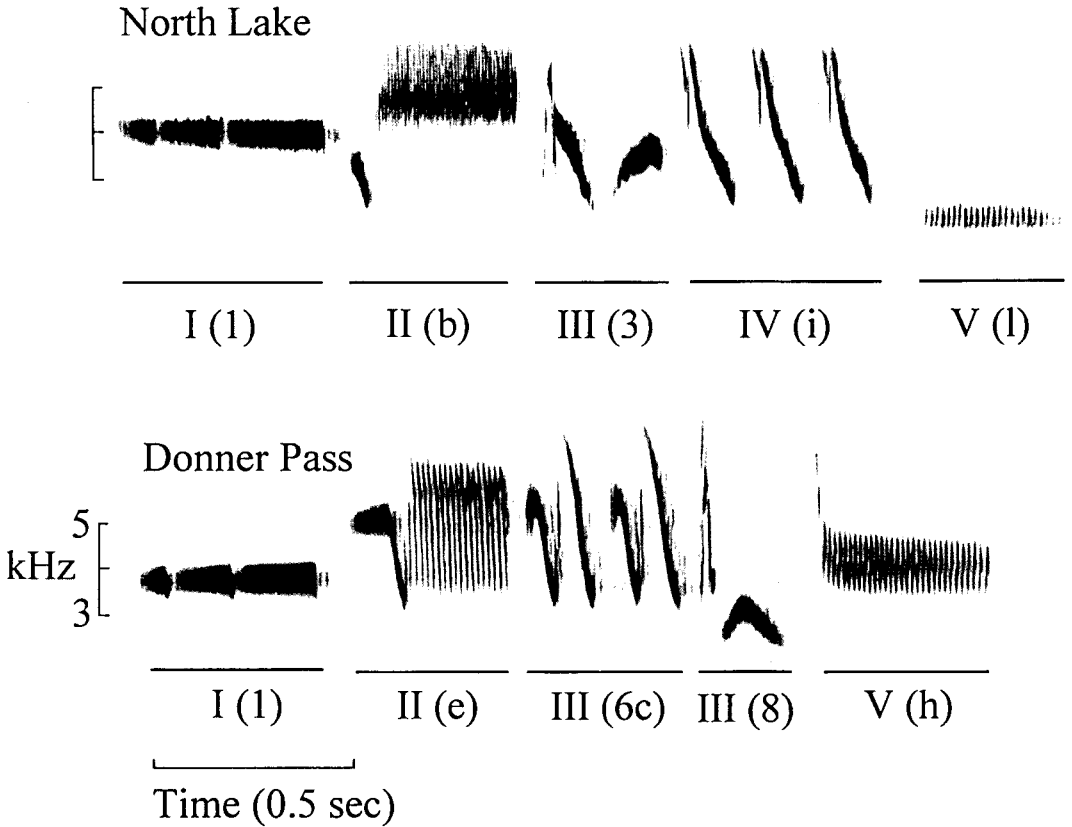 North Lake
I (1) II (b) III (3) IV (i) V (l)
Donner Pass
5
kHz
3
I (1) II (e) III (6c) III (8) V (h)
Time (0.5 sec)